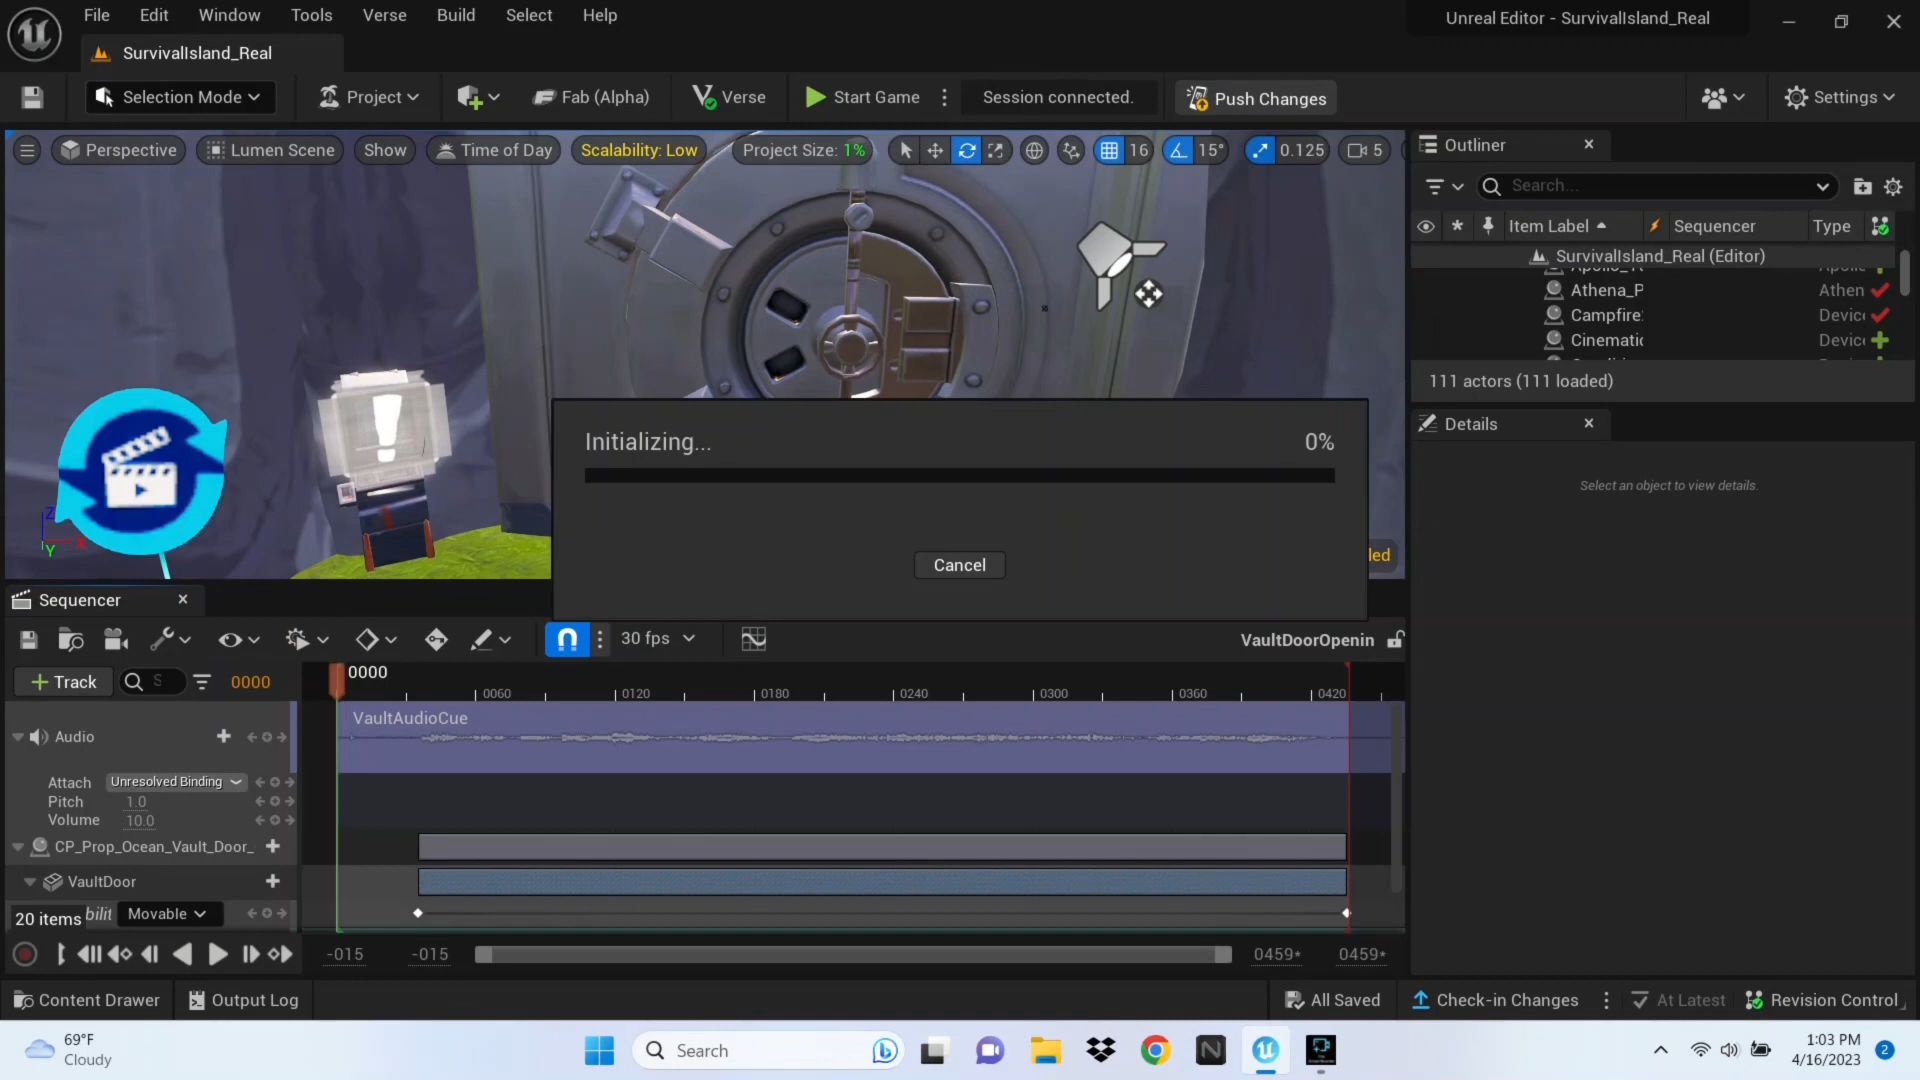 File Edit Window Tools Verse Build Select Help
Unreal Editor - SurvivalIsland_Real
SurvivalIsland_Real
Selection Mode Project Fab (Alpha) Verse Start Game Session connected. Push Changes Settings
Perspective Lumen Scene Show Time of Day Scalability: Low Project Size: 1% 16 15° 0.125 5
Outliner
Search...
Item Label Sequencer Type
SurvivalIsland_Real (Editor)
Athena_P Athen
Campfire Devic
Cinematic Devic
111 actors (111 loaded)
Details
Select an object to view details.
Initializing... 0%
Cancel
led
Z
X
Y
Sequencer
30 fps
VaultDoorOpenin
Track S 0000
0000
0060 0120 0180 0240 0300 0360 0420
VaultAudioCue
Audio
Attach Unresolved Binding
Pitch 1.0
Volume 10.0
CP_Prop_Ocean_Vault_Door_
VaultDoor
20 items bilit Movable
-015 -015 0459* 0459*
Content Drawer Output Log All Saved Check-in Changes At Latest Revision Control
69°F
Cloudy
Search
1:03 PM
4/16/2023
2